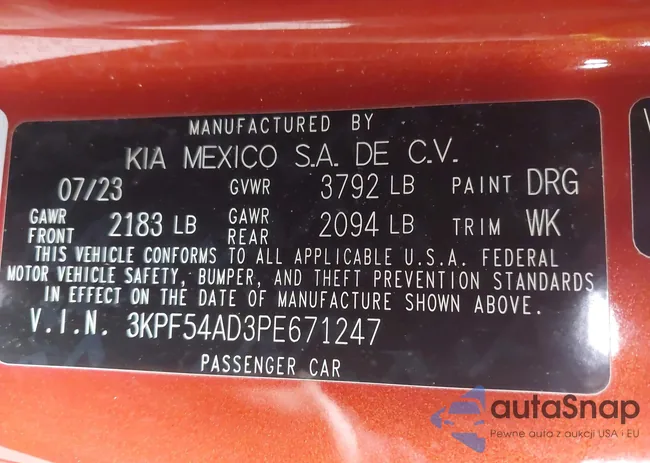 MANUFACTURED BY
KIA MEXICO S.A. DE C.V.
07/23 GVWR 3792 LB PAINT DRG
GAWR FRONT 2183 LB GAWR REAR 2094 LB TRIM WK
THIS VEHICLE CONFORMS TO ALL APPLICABLE U.S.A. FEDERAL
MOTOR VEHICLE SAFETY, BUMPER, AND THEFT PREVENTION STANDARDS
IN EFFECT ON THE DATE OF MANUFACTURE SHOWN ABOVE.
V.I.N. 3KPF54AD3PE671247
PASSENGER CAR
autaSnap
Pewne auta z aukcji USA i EU